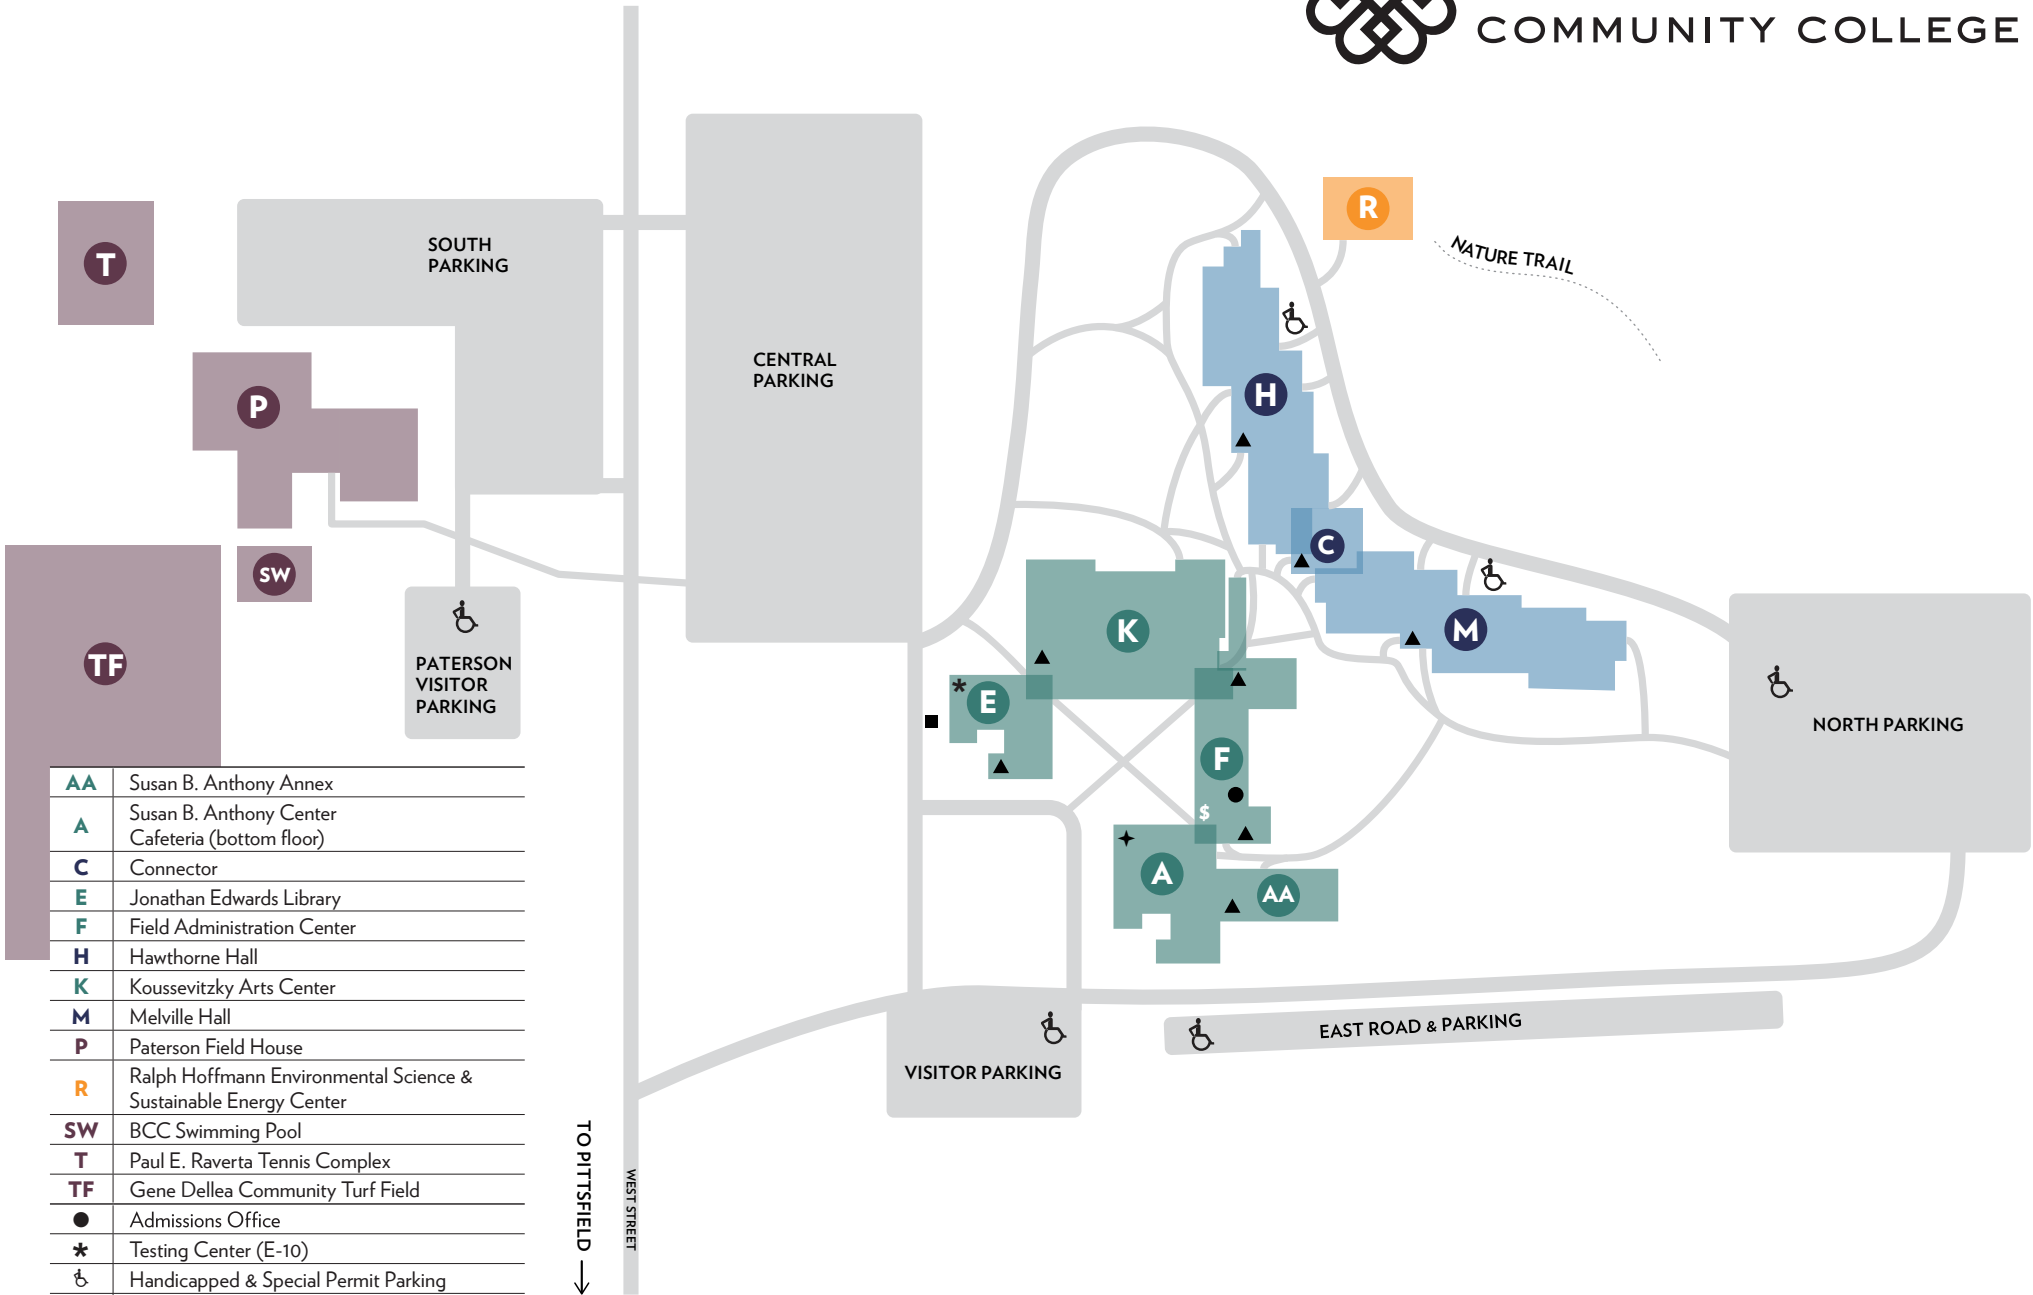 COMMUNITY COLLEGE
R
NATURE TRAIL
T
SOUTH
PARKING
CENTRAL
PARKING
H
P
C
SW
K
M
TF
PATERSON
VISITOR
PARKING
*
E
NORTH PARKING
F
$
A
AA
EAST ROAD & PARKING
VISITOR PARKING
TO PITTSFIELD
WEST STREET
AA Susan B. Anthony Annex
A Susan B. Anthony Center
Cafeteria (bottom floor)
C Connector
E Jonathan Edwards Library
F Field Administration Center
H Hawthorne Hall
K Koussevitzky Arts Center
M Melville Hall
P Paterson Field House
R Ralph Hoffmann Environmental Science &
Sustainable Energy Center
SW BCC Swimming Pool
T Paul E. Raverta Tennis Complex
TF Gene Dellea Community Turf Field
● Admissions Office
* Testing Center (E-10)
Handicapped & Special Permit Parking